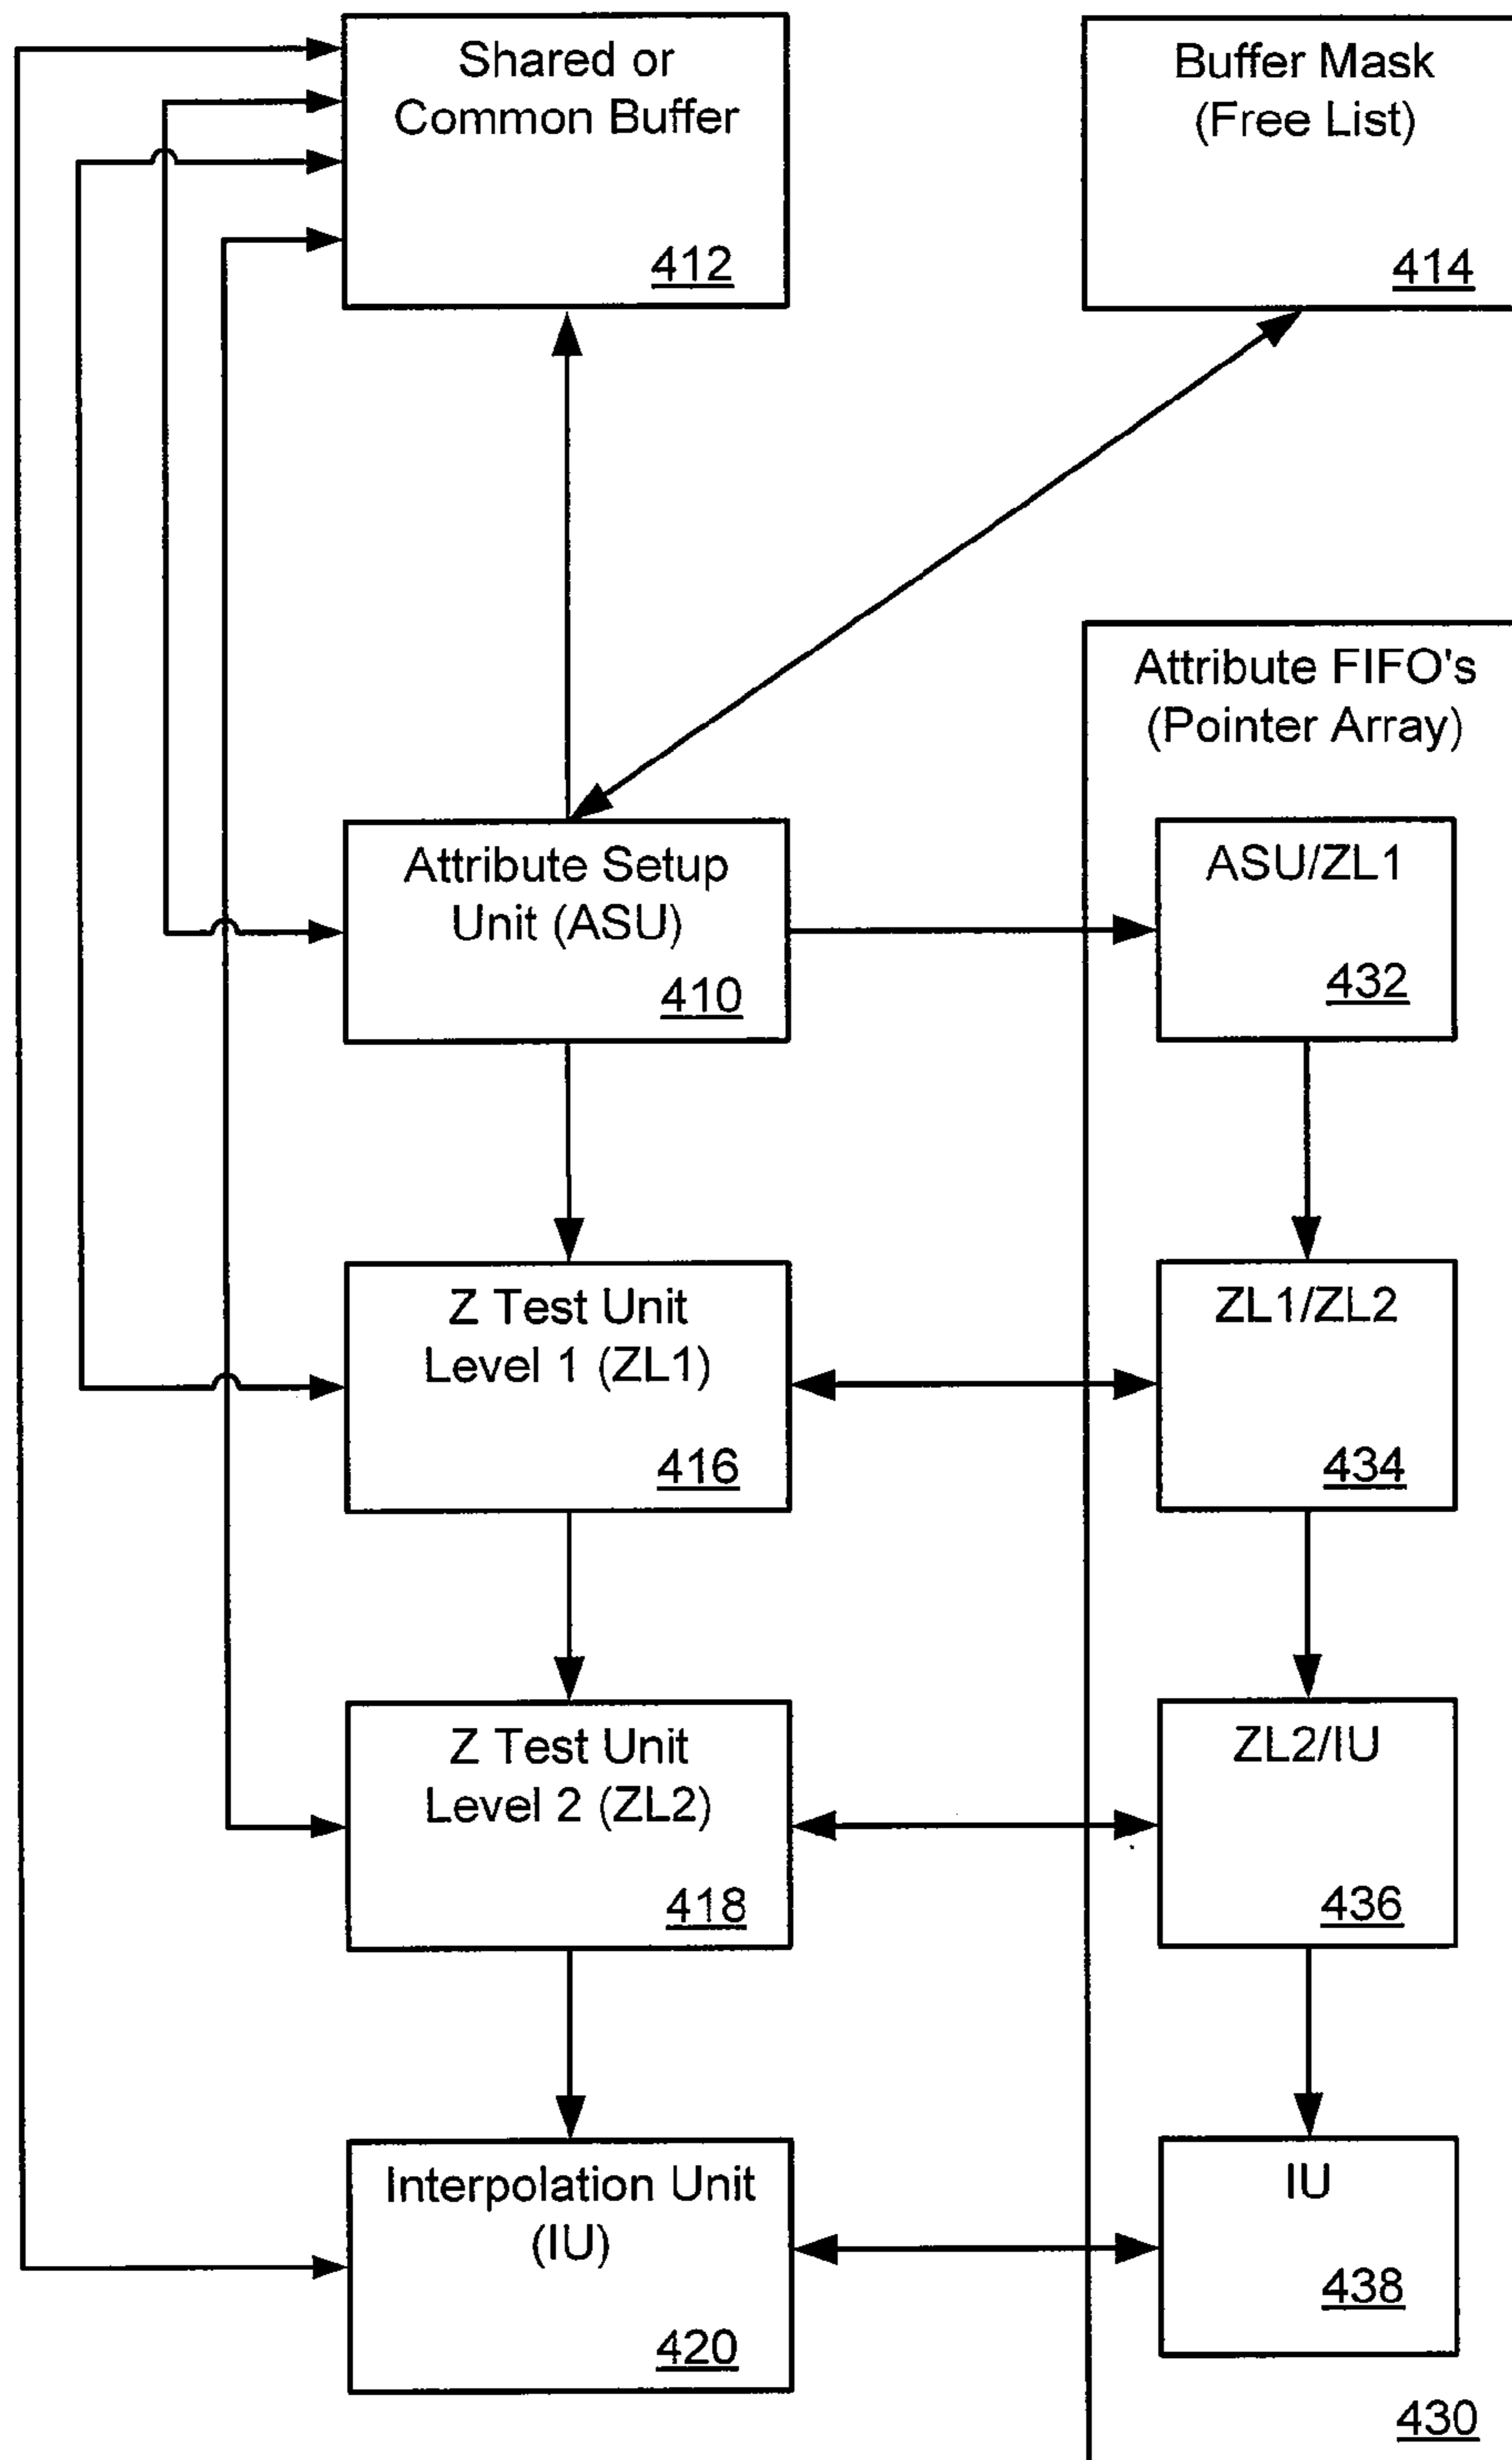 Shared or
Common Buffer
412
Buffer Mask
(Free List)
414
Attribute FIFO's
(Pointer Array)
Attribute Setup
Unit (ASU)
410
ASU/ZL1
432
Z Test Unit
Level 1 (ZL1)
416
ZL1/ZL2
434
Z Test Unit
Level 2 (ZL2)
418
ZL2/IU
436
Interpolation Unit
(IU)
420
IU
438
430